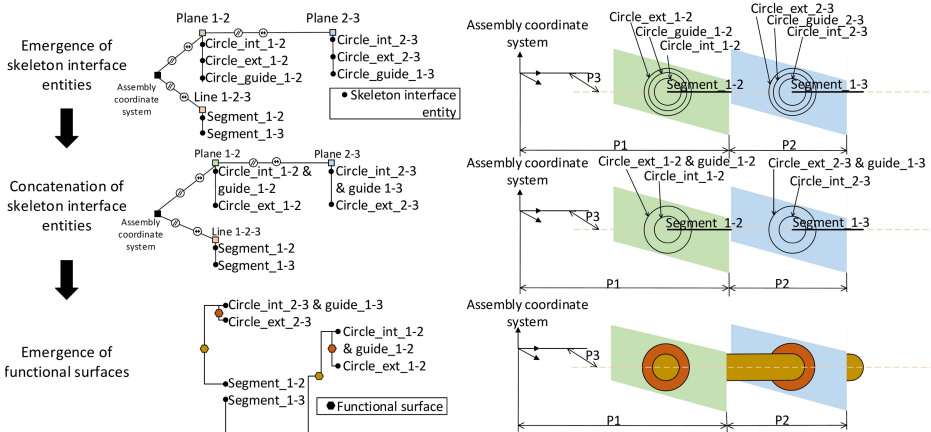 Emergence of
skeleton interface
entities
Plane 1-2
Plane 2-3
Circle_int_1-2
Circle_ext_1-2
Circle_guide_1-2
Circle_int_2-3
Circle_ext_2-3
Circle_guide_1-3
Assembly
coordinate
system
Line 1-2-3
Segment_1-2
Segment_1-3
Skeleton interface
entity
Assembly coordinate
system
Circle_ext_1-2
Circle_guide_1-2
Circle_int_1-2
Circle_ext_2-3
Circle_guide_2-3
Circle_int_2-3
P3
Segment_1-2
Segment_1-3
P1
P2
Concatenation of
skeleton interface
entities
Plane 1-2
Plane 2-3
Circle_int_1-2 &
guide_1-2
Circle_ext_1-2
Circle_int_2-3
& guide 1-3
Circle_ext_2-3
Assembly
coordinate
system
Line_1-2-3
Segment_1-2
Segment_1-3
Assembly coordinate
system
Circle_ext_1-2 & guide_1-2
Circle_int_1-2
Circle_ext_2-3 & guide_1-3
Circle_int_2-3
P3
Segment_1-2
Segment_1-3
P1
P2
Emergence of
functional surfaces
Circle_int_2-3 & guide_1-3
Circle_ext_2-3
Circle_int_1-2
& guide_1-2
Circle_ext_1-2
Segment_1-2
Segment_1-3
Functional surface
Assembly coordinate
system
P3
P1
P2